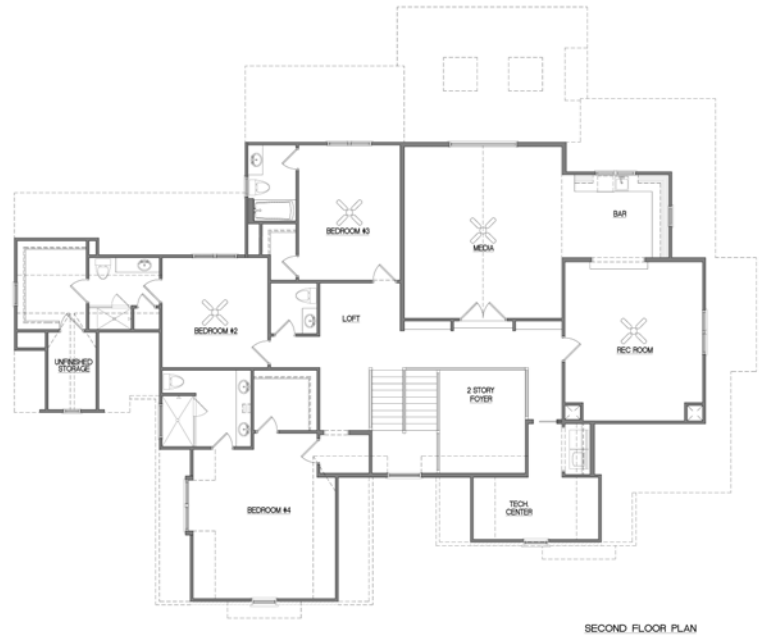 BEDROOM #3
BAR
MEDIA
LOFT
BEDROOM #2
REC ROOM
UNFINISHED
STORAGE
2 STORY
FOYER
BEDROOM #4
TECH.
CENTER
SECOND FLOOR PLAN